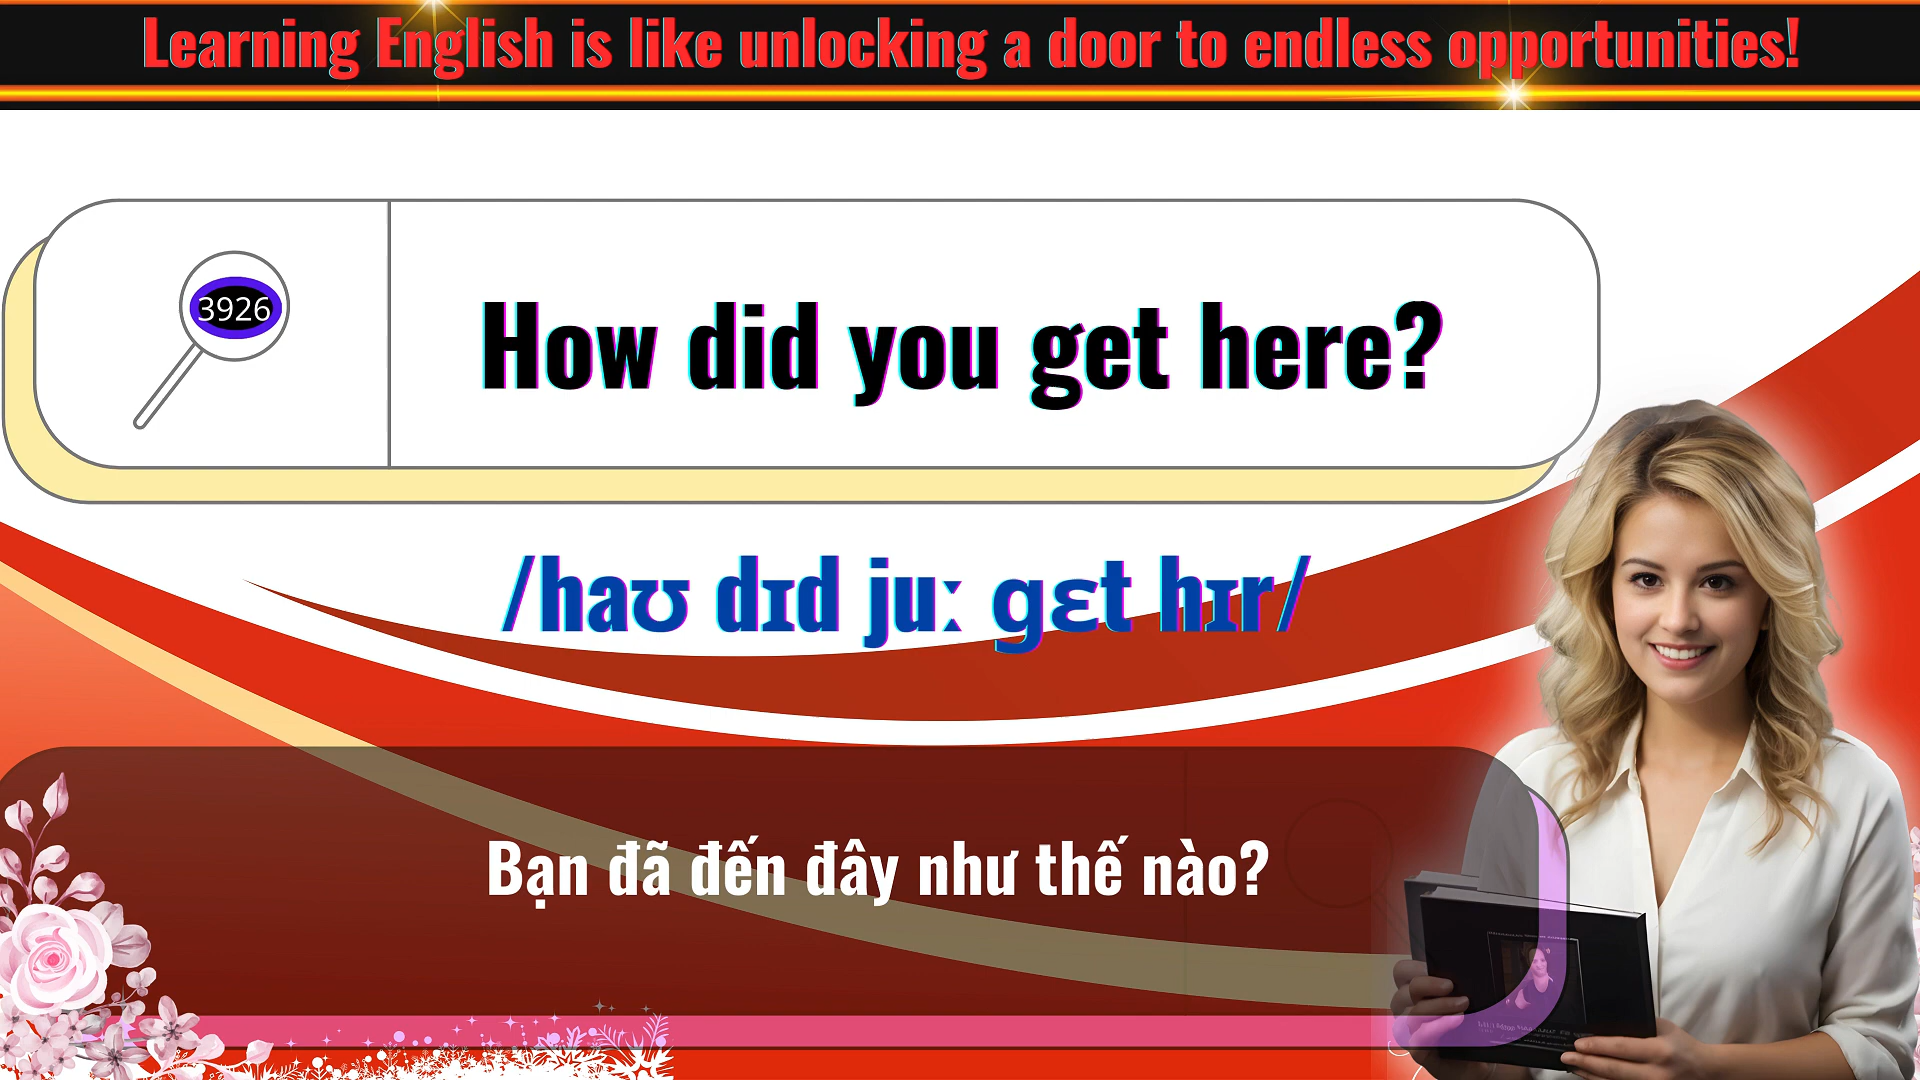 Learning English is like unlocking a door to endless opportunities!
3926
How did you get here?
/haʊ dɪd juː ɡɛt hɪr/
Bạn đã đến đây như thế nào?